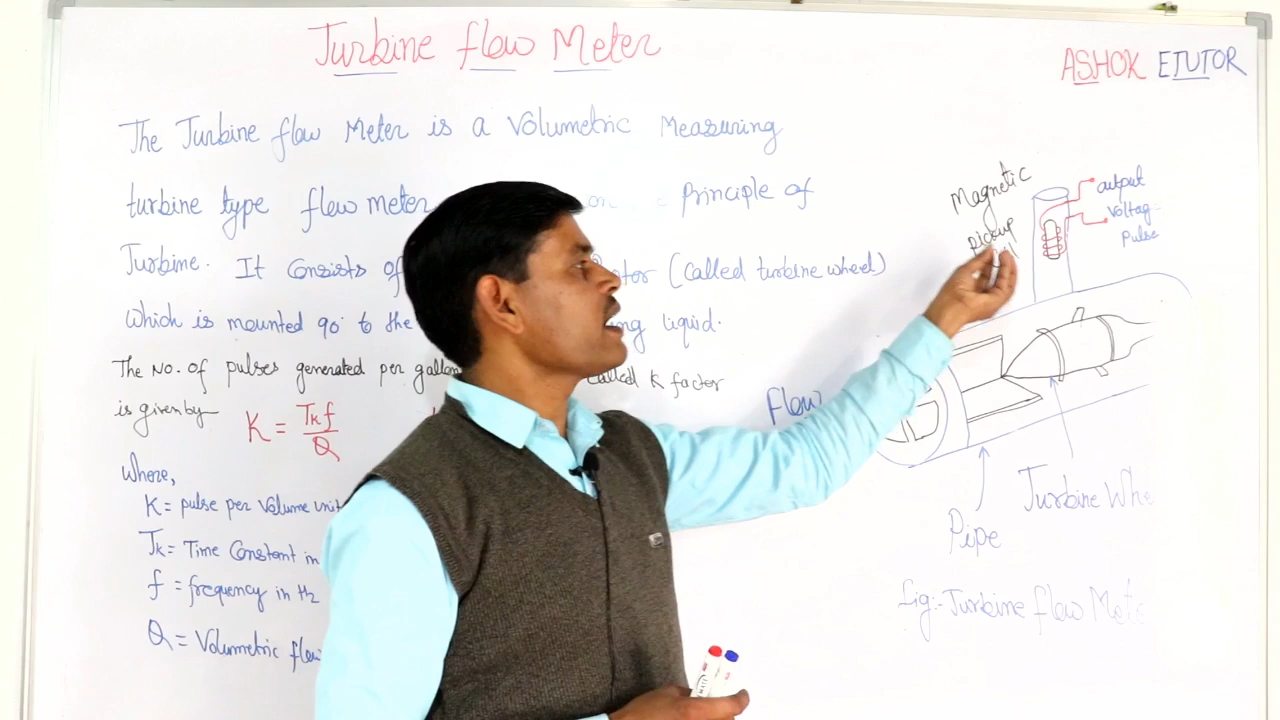 Turbine flow Meter
ASHOK ETUTOR
The Turbine flow Meter is a Volumetric Measuring
turbine type flow meter on Principle of
Turbine. It Consists of (called turbine wheel)
which is mounted 90° to the liquid.
The No. of pulses generated per gallon called K factor
is given by
K = TK f / Q
Where,
K = pulse per Volume unit
TK = Time Constant in
f = frequency in Hz
Q = Volumetric flow
Magnetic
pickup
output
Voltage
Pulse
Flow
Turbine Whe
Pipe
fig:- Turbine flow Mete